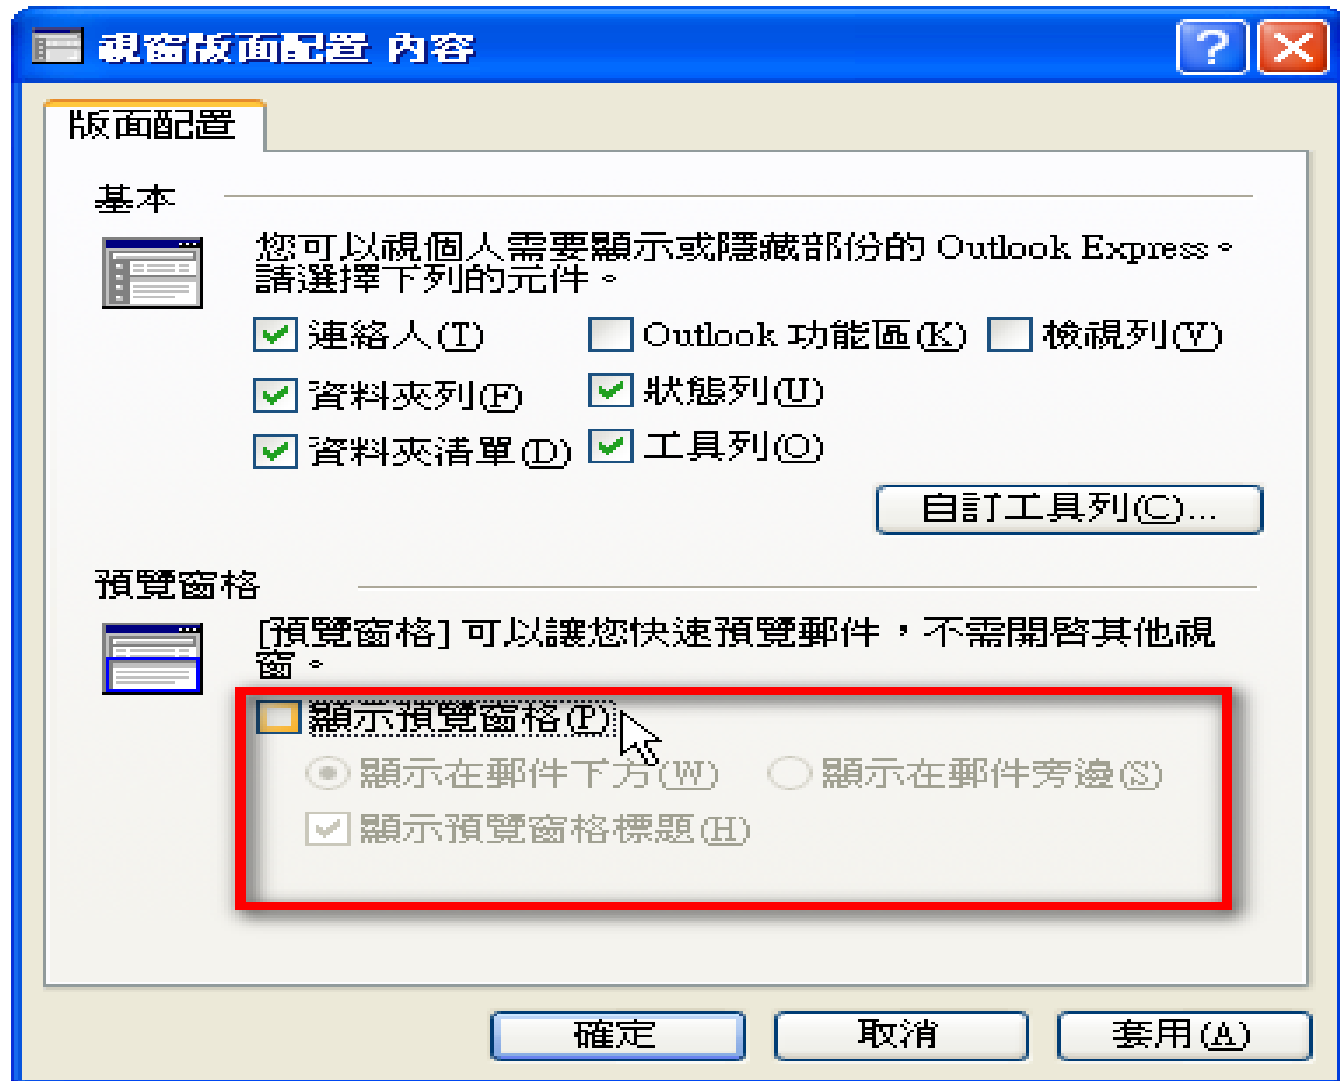 視窗版面配置 內容
版面配置
基本
您可以視個人需要顯示或隱藏部份的 Outlook Express。
請選擇下列的元件。
連絡人(T) Outlook 功能區(K) 檢視列(V)
資料夾列(F) 狀態列(U)
資料夾清單(D) 工具列(O)
自訂工具列(C)...
預覽窗格
[預覽窗格] 可以讓您快速預覽郵件，不需開啓其他視
窗。
顯示預覽窗格(P)
顯示在郵件下方(W) 顯示在郵件旁邊(S)
顯示預覽窗格標題(H)
確定 取消 套用(A)